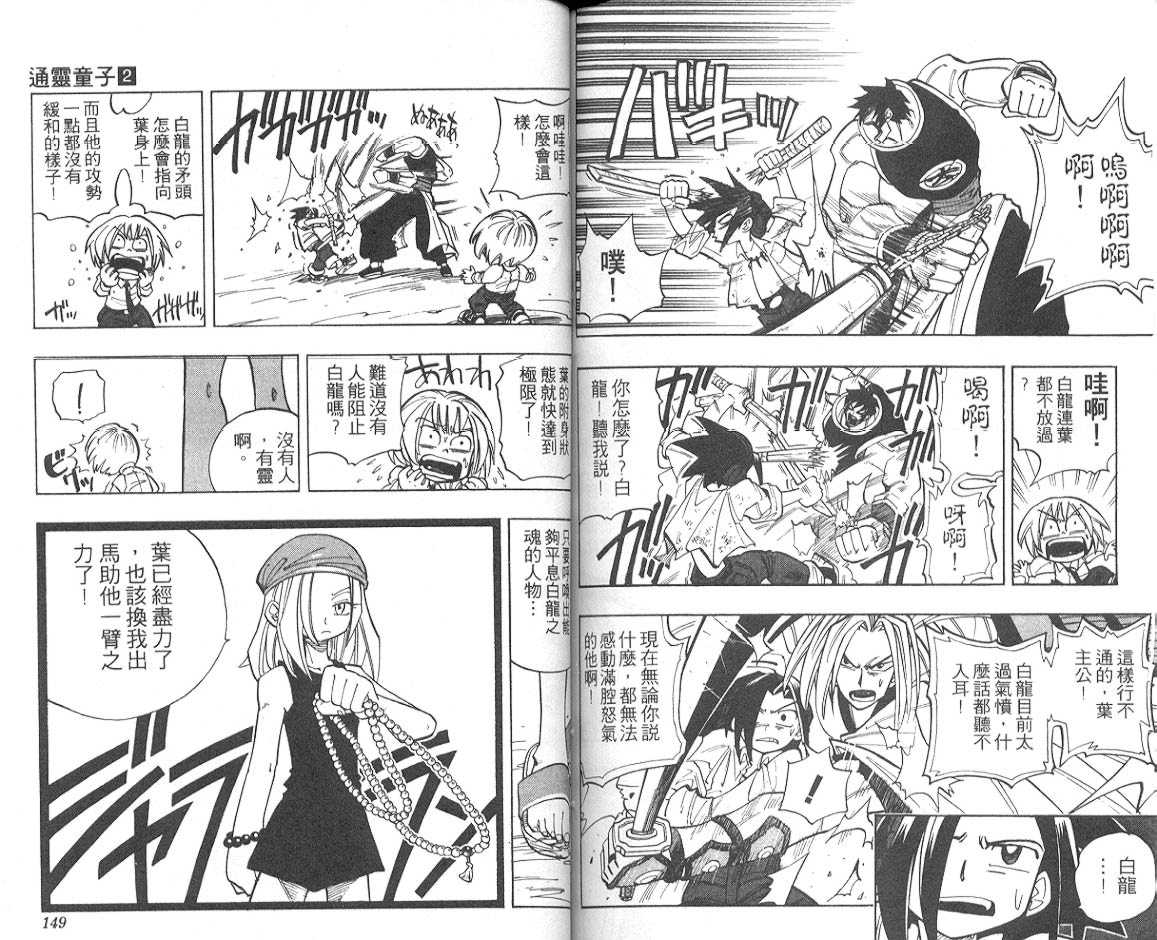 嗚啊啊啊
啊！
噗！
バキ
哇啊！
白龍連葉
都不放過
？
喝啊！
呀啊！
你怎麼了？白
龍！聽我說！
ガガガ
這樣行不
通的，葉
主公！
白龍目前太
過氣憤，什
麼話都聽不
入耳！
現在無論你說
什麼，都無法
感動滿腔怒氣
的他啊！
！
白龍
…！
通靈童子2
啊哇哇！
怎麼會這
樣！
ぬぁああぁ
ガガガガッ
白龍的矛頭
怎麼會指向
葉身上！
而且他的攻勢
一點都沒有
緩和的樣子！
ガガガガ
ガッ
葉的附身狀
態就快達到
極限了！
あわわ
難道沒有
人能阻止
白龍嗎？
沒有人
，有靈
啊。
！
ビクッ
只要呼喚出能
夠平息白龍之
魂的人物…
葉已經盡力了
，也該換我出
馬助他一臂之
力了！
ジャラッ
149